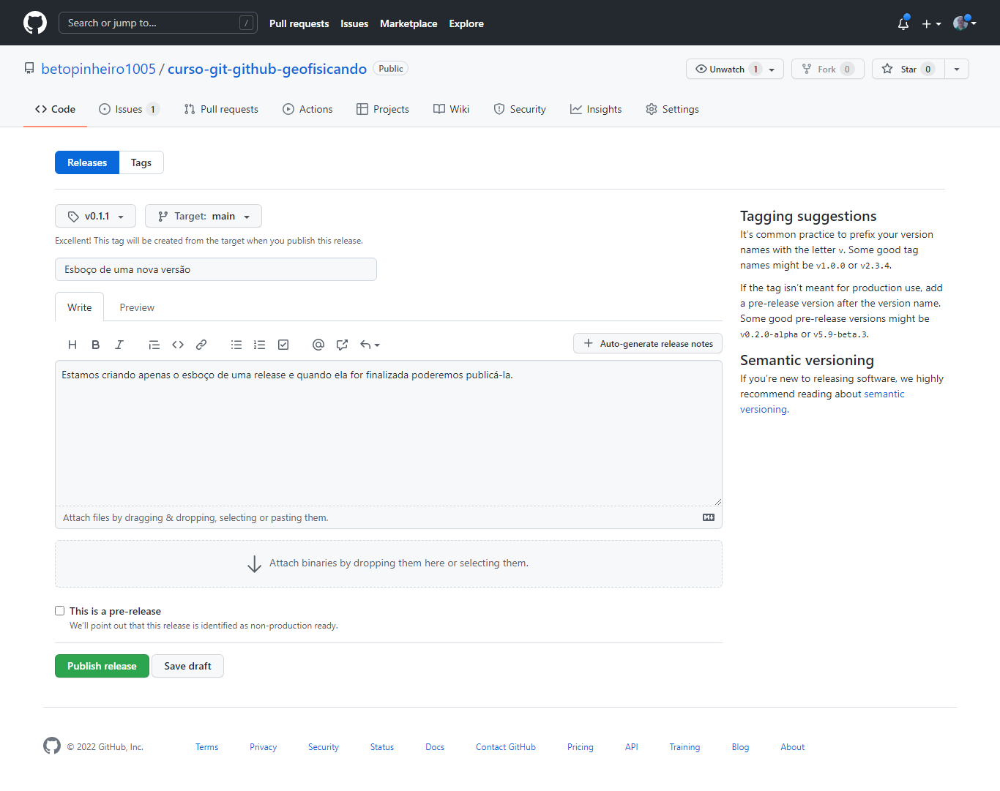 Search or jump to... /
Pull requests Issues Marketplace Explore
betopinheiro1005 / curso-git-github-geofisicando Public
Unwatch 1 Fork 0 Star 0
Code Issues 1 Pull requests Actions Projects Wiki Security Insights Settings
Releases Tags
v0.1.1 Target: main
Excellent! This tag will be created from the target when you publish this release.
Esboço de uma nova versão
Write Preview
H B I
Auto-generate release notes
Estamos criando apenas o esboço de uma release e quando ela for finalizada poderemos publicá-la.
Attach files by dragging & dropping, selecting or pasting them.
Attach binaries by dropping them here or selecting them.
This is a pre-release
We'll point out that this release is identified as non-production ready.
Publish release Save draft
Tagging suggestions
It's common practice to prefix your version
names with the letter v. Some good tag
names might be v1.0.0 or v2.3.4.
If the tag isn't meant for production use, add
a pre-release version after the version name.
Some good pre-release versions might be
v0.2.0-alpha or v5.9-beta.3.
Semantic versioning
If you're new to releasing software, we highly
recommend reading about semantic
versioning.
© 2022 GitHub, Inc. Terms Privacy Security Status Docs Contact GitHub Pricing API Training Blog About